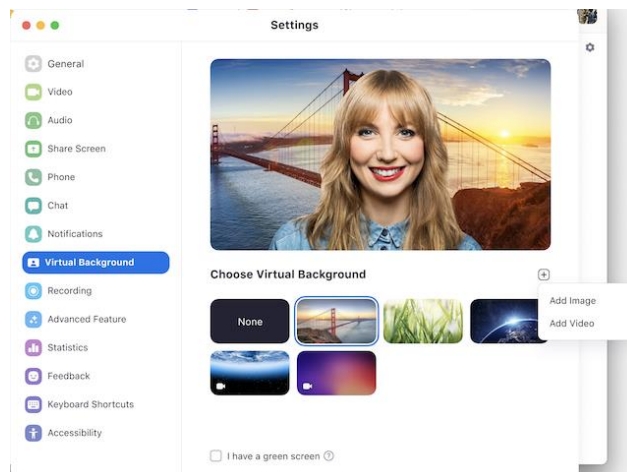 Settings
General
Video
Audio
Share Screen
Phone
Chat
Notifications
Virtual Background
Recording
Advanced Feature
Statistics
Feedback
Keyboard Shortcuts
Accessibility
Choose Virtual Background
Add Image
Add Video
None
I have a green screen